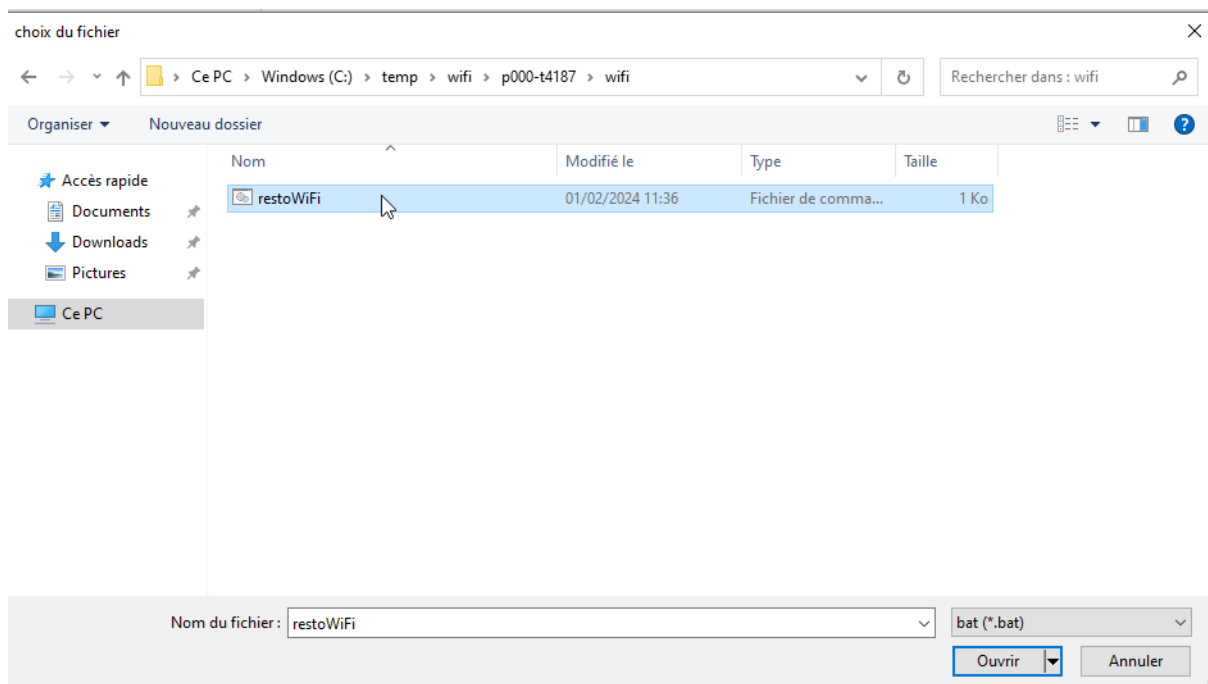 choix du fichier
Ce PC > Windows (C:) > temp > wifi > p000-t4187 > wifi
Rechercher dans : wifi
Organiser
Nouveau dossier
Nom
Modifié le
Type
Taille
Accès rapide
Documents
Downloads
Pictures
Ce PC
restoWiFi
01/02/2024 11:36
Fichier de comma...
1 Ko
Nom du fichier :
restoWiFi
bat (*.bat)
Ouvrir
Annuler